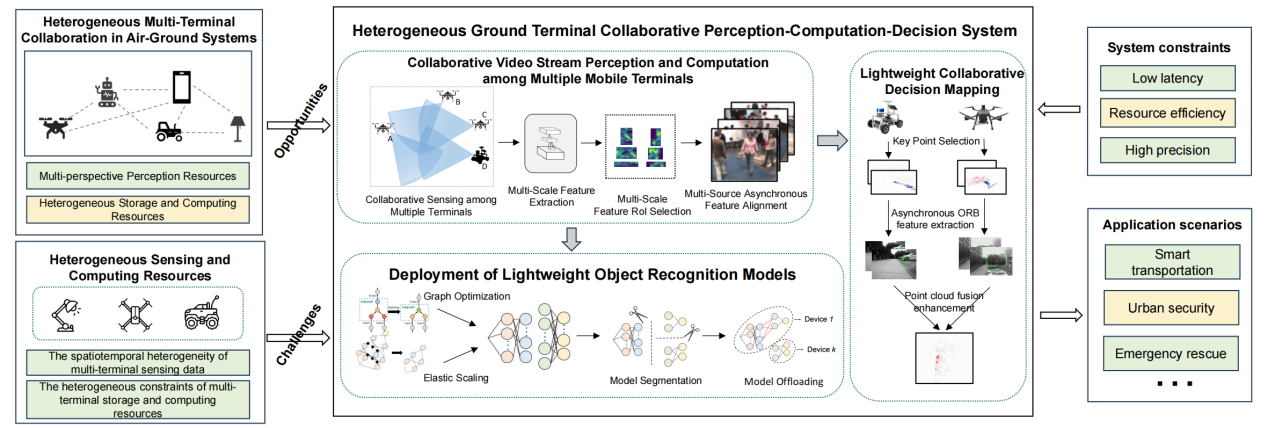 Heterogeneous Multi-Terminal
Collaboration in Air-Ground Systems
Multi-perspective Perception Resources
Heterogeneous Storage and Computing
Resources
Heterogeneous Sensing and
Computing Resources
The spatiotemporal heterogeneity of
multi-terminal sensing data
The heterogeneous constraints of multi-
terminal storage and computing
resources
Opportunities
Challenges
Heterogeneous Ground Terminal Collaborative Perception-Computation-Decision System
Collaborative Video Stream Perception and Computation
among Multiple Mobile Terminals
A
B
C
D
Collaborative Sensing among
Multiple Terminals
Multi-Scale Feature
Extraction
Multi-Scale
Feature RoI Selection
Multi-Source Asynchronous
Feature Alignment
Deployment of Lightweight Object Recognition Models
Graph Optimization
Elastic Scaling
Model Segmentation
Device 1
Device k
Model Offloading
Lightweight Collaborative
Decision Mapping
Key Point Selection
Asynchronous ORB
feature extraction
Point cloud fusion
enhancement
System constraints
Low latency
Resource efficiency
High precision
Application scenarios
Smart
transportation
Urban security
Emergency rescue